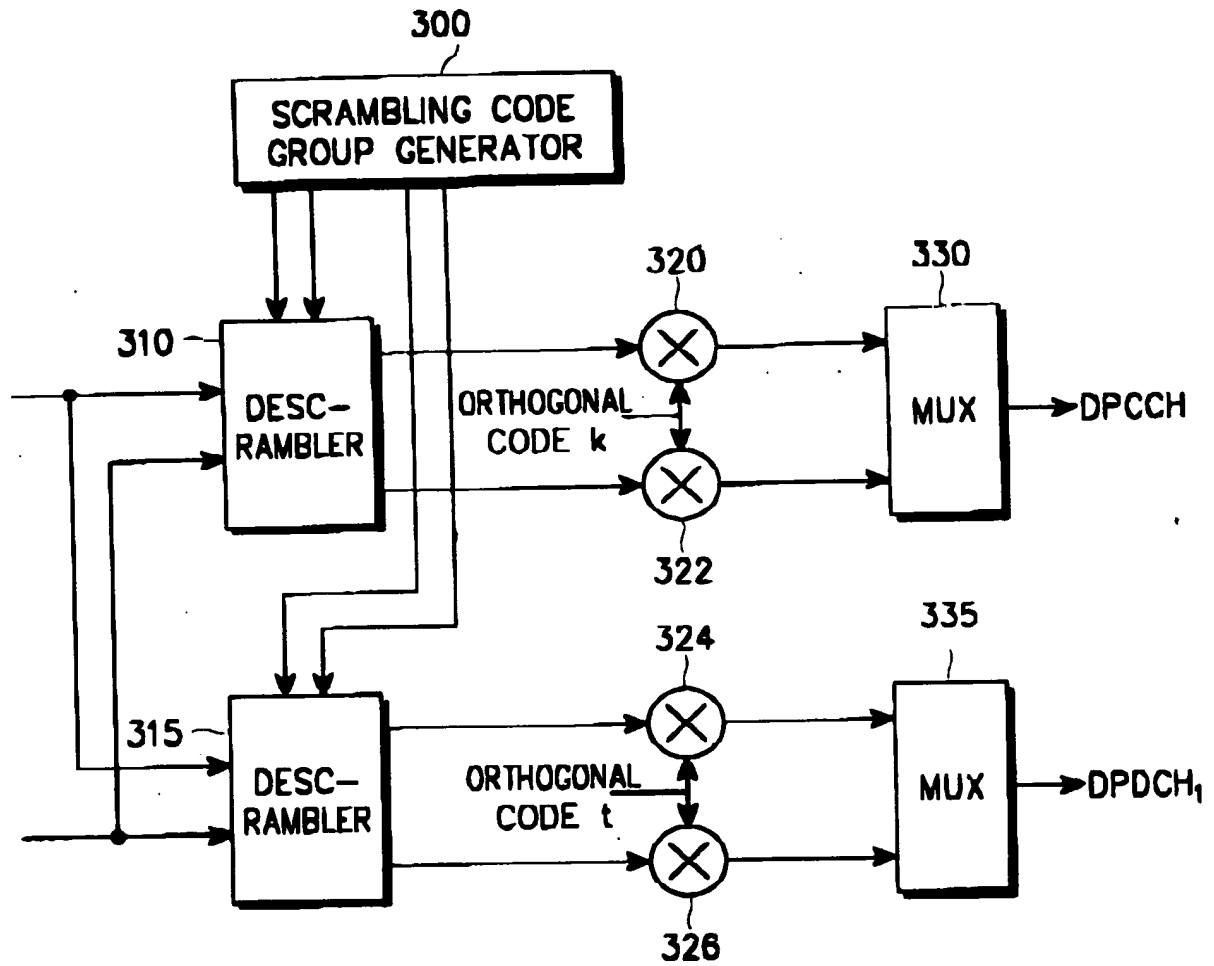 300
SCRAMBLING CODE
GROUP GENERATOR
320
330
310
DESC-
RAMBLER
ORTHOGONAL
CODE k
MUX
DPCCH
322
324
335
315
DESC-
RAMBLER
ORTHOGONAL
CODE t
MUX
DPDCH₁
326